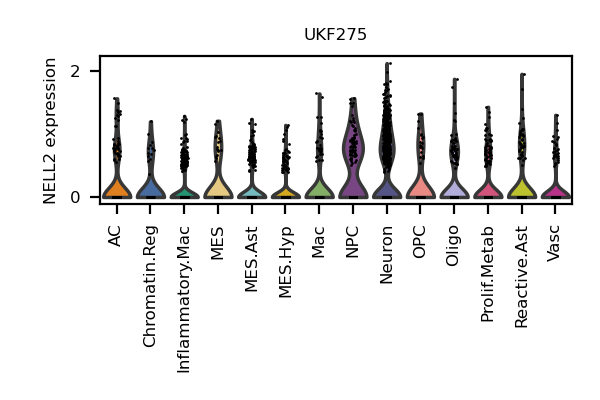 UKF275
NELL2 expression
2
0
AC
Chromatin.Reg
Inflammatory.Mac
MES
MES.Ast
MES.Hyp
Mac
NPC
Neuron
OPC
Oligo
Prolif.Metab
Reactive.Ast
Vasc